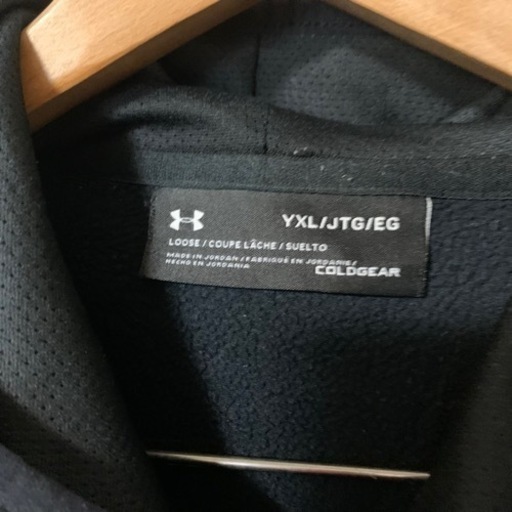 YXL/JTG/EG
LOOSE / COUPE LÂCHE / SUELTO
MADE IN JORDAN / FABRIQUÉ EN JORDANIE/
HECHO EN JORDANIA
COLDGEAR